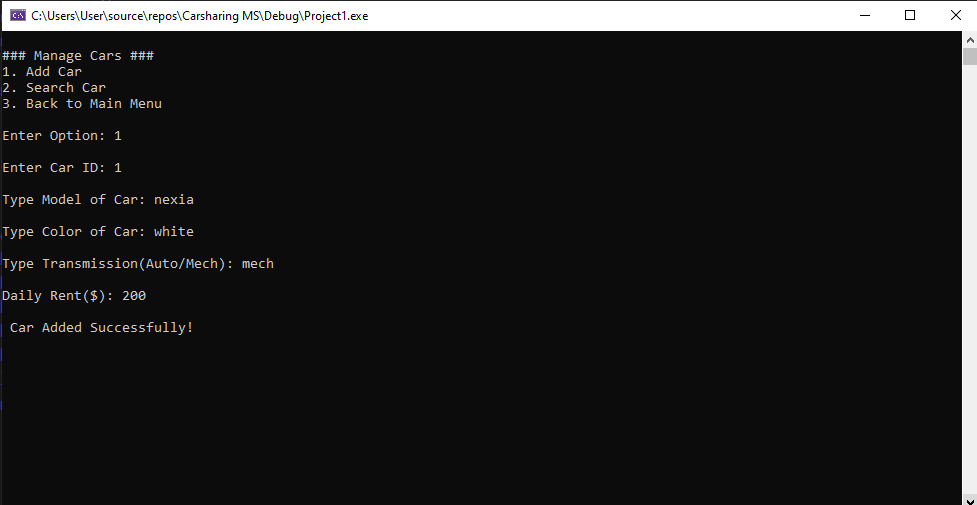 C:\Users\User\source\repos\Carsharing MS\Debug\Project1.exe
### Manage Cars ###
1. Add Car
2. Search Car
3. Back to Main Menu
Enter Option: 1
Enter Car ID: 1
Type Model of Car: nexia
Type Color of Car: white
Type Transmission(Auto/Mech): mech
Daily Rent($): 200
Car Added Successfully!